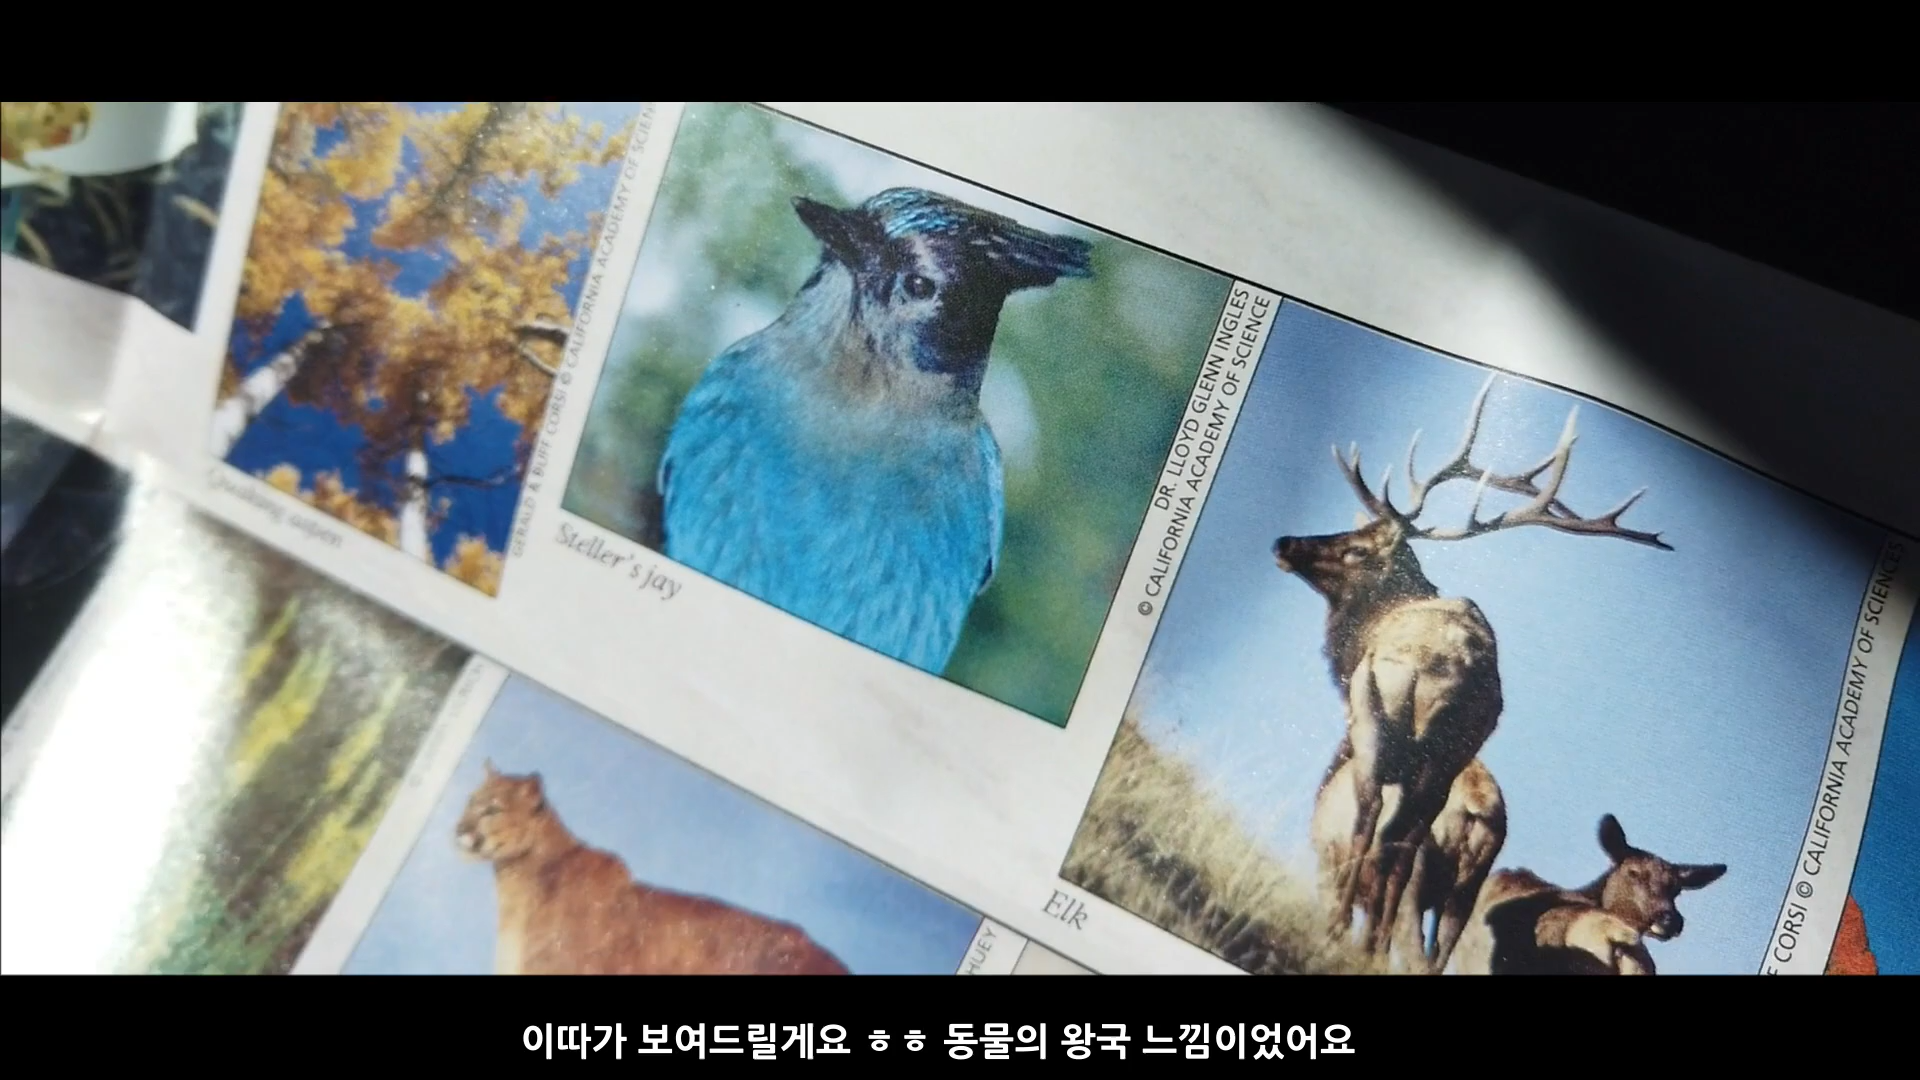 GERALD & BUFF CORSI © CALIFORNIA ACADEMY OF SCIEN
Quaking aspen
Steller's jay
DR. LLOYD GLENN INGLES
© CALIFORNIA ACADEMY OF SCIENCE
Elk
F CORSI © CALIFORNIA ACADEMY OF SCIENCES
HUEY
이따가 보여드릴게요 ㅎㅎ 동물의 왕국 느낌이었어요